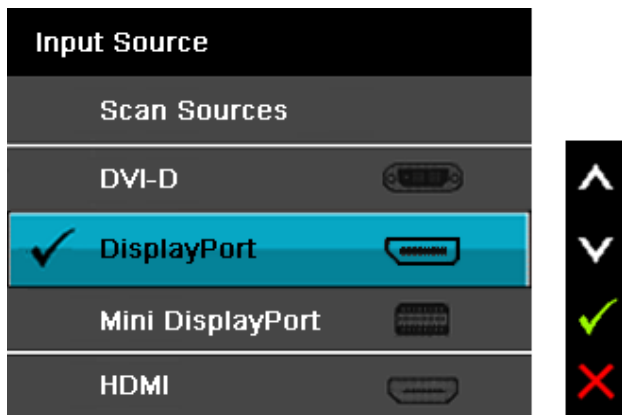 Input Source
Scan Sources
DVI-D
DisplayPort
Mini DisplayPort
HDMI